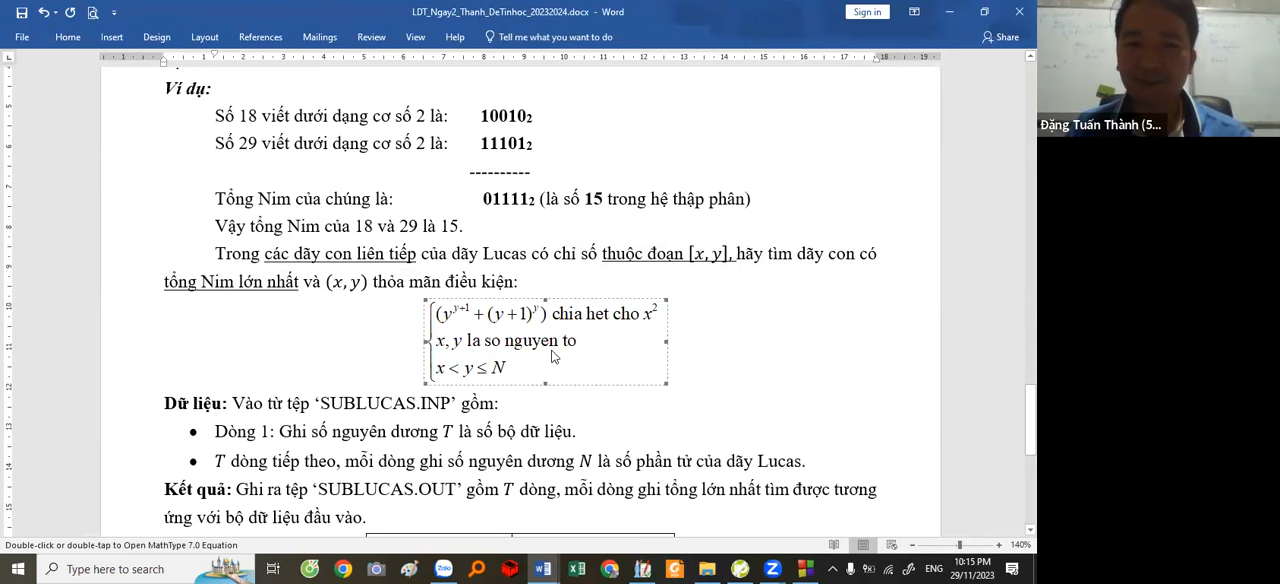 LDT_Ngay2_Thanh_DeTinhoc_20232024.docx - Word
Sign in
File Home Insert Design Layout References Mailings Review View Help Tell me what you want to do Share
Ví dụ:
Số 18 viết dưới dạng cơ số 2 là: 10010₂
Số 29 viết dưới dạng cơ số 2 là: 11101₂
----------
Tổng Nim của chúng là: 01111₂ (là số 15 trong hệ thập phân)
Vậy tổng Nim của 18 và 29 là 15.
Trong các dãy con liên tiếp của dãy Lucas có chỉ số thuộc đoạn [x, y], hãy tìm dãy con có
tổng Nim lớn nhất và (x, y) thỏa mãn điều kiện:
(y^{y+1} + (y + 1)^y) chia het cho x²
x, y la so nguyen to
x < y ≤ N
Dữ liệu: Vào từ tệp ‘SUBLUCAS.INP’ gồm:
• Dòng 1: Ghi số nguyên dương T là số bộ dữ liệu.
• T dòng tiếp theo, mỗi dòng ghi số nguyên dương N là số phần tử của dãy Lucas.
Kết quả: Ghi ra tệp ‘SUBLUCAS.OUT’ gồm T dòng, mỗi dòng ghi tổng lớn nhất tìm được tương
ứng với bộ dữ liệu đầu vào.
Double-click or double-tap to Open MathType 7.0 Equation
140%
Type here to search
ENG
10:15 PM
29/11/2023
Đặng Tuấn Thành (5...